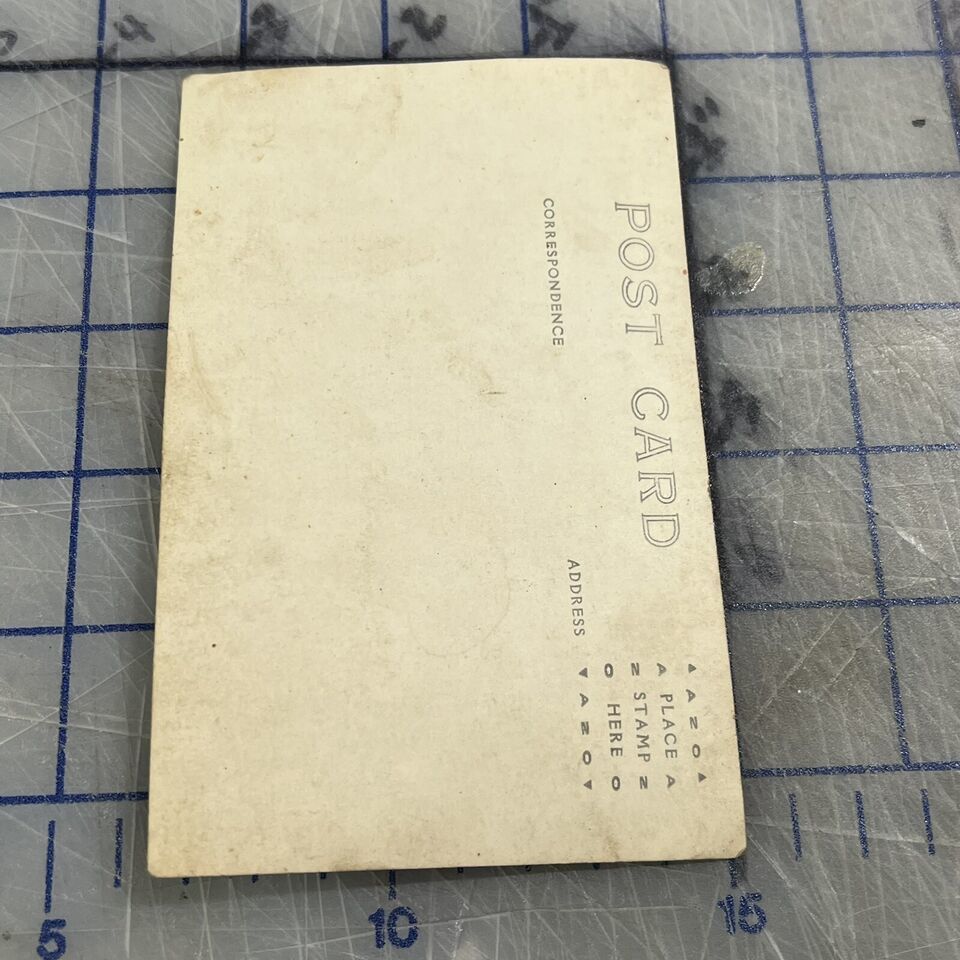 POST CARD
CORRESPONDENCE
ADDRESS
AZO
A PLACE A
Z STAMP Z
O HERE O
AZO
5
10
15